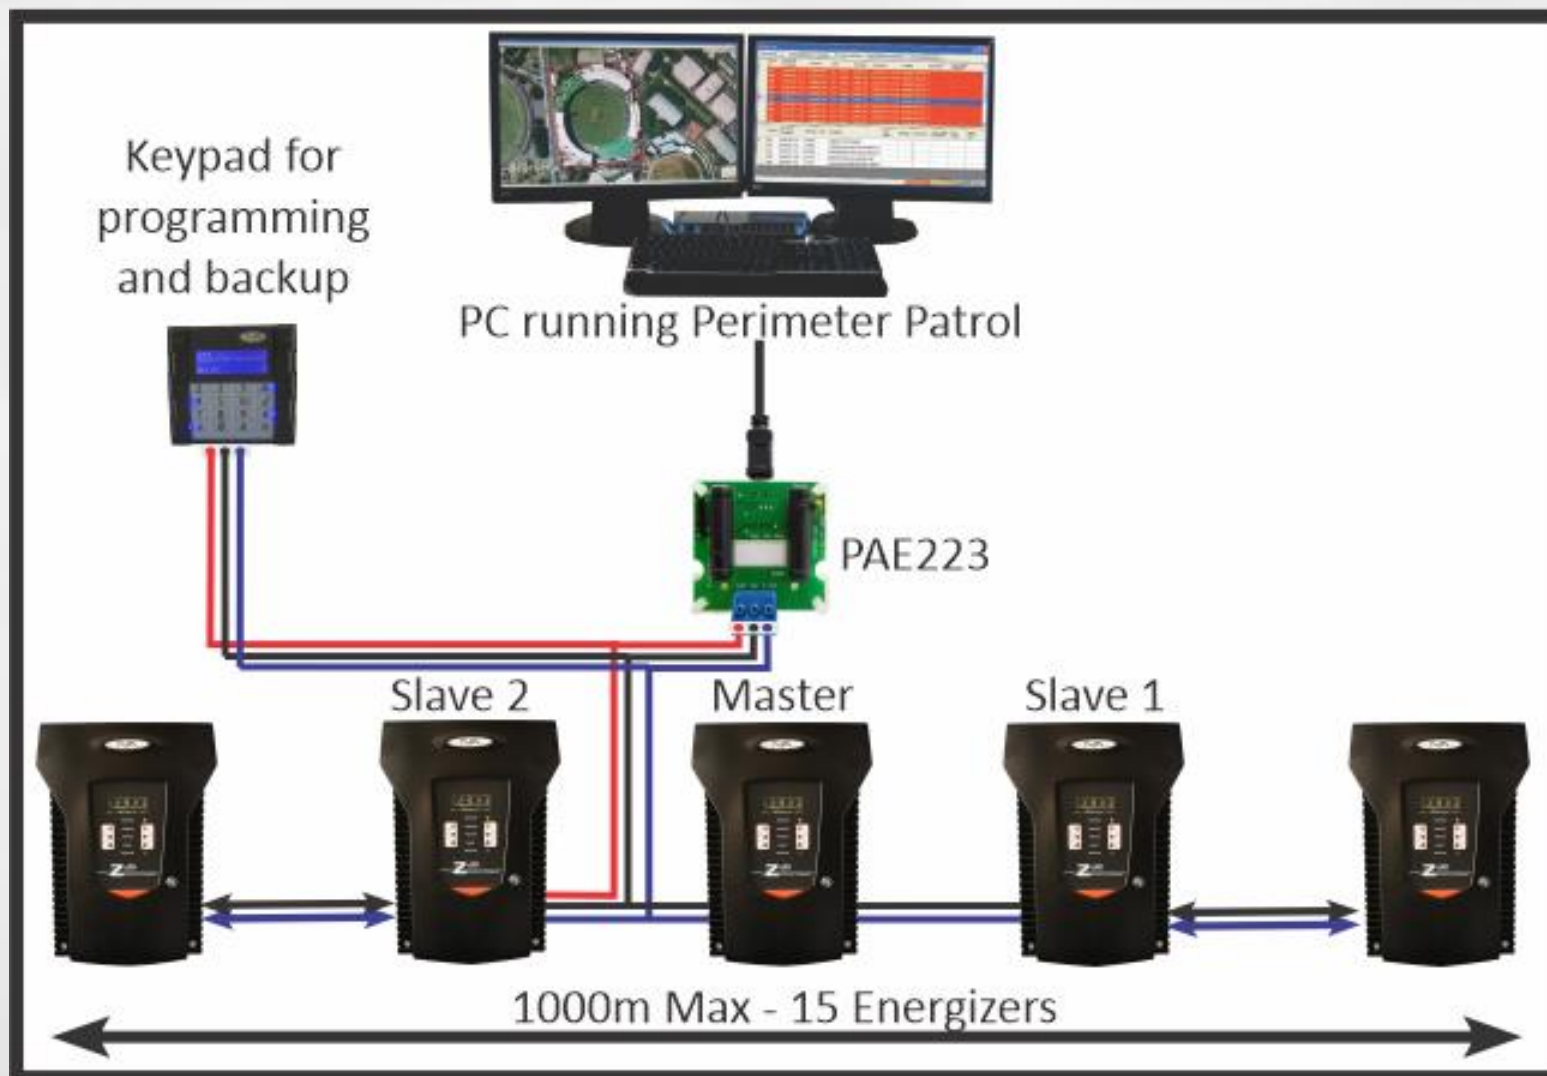 Keypad for
programming
and backup
PC running Perimeter Patrol
PAE223
Slave 2
Master
Slave 1
1000m Max - 15 Energizers